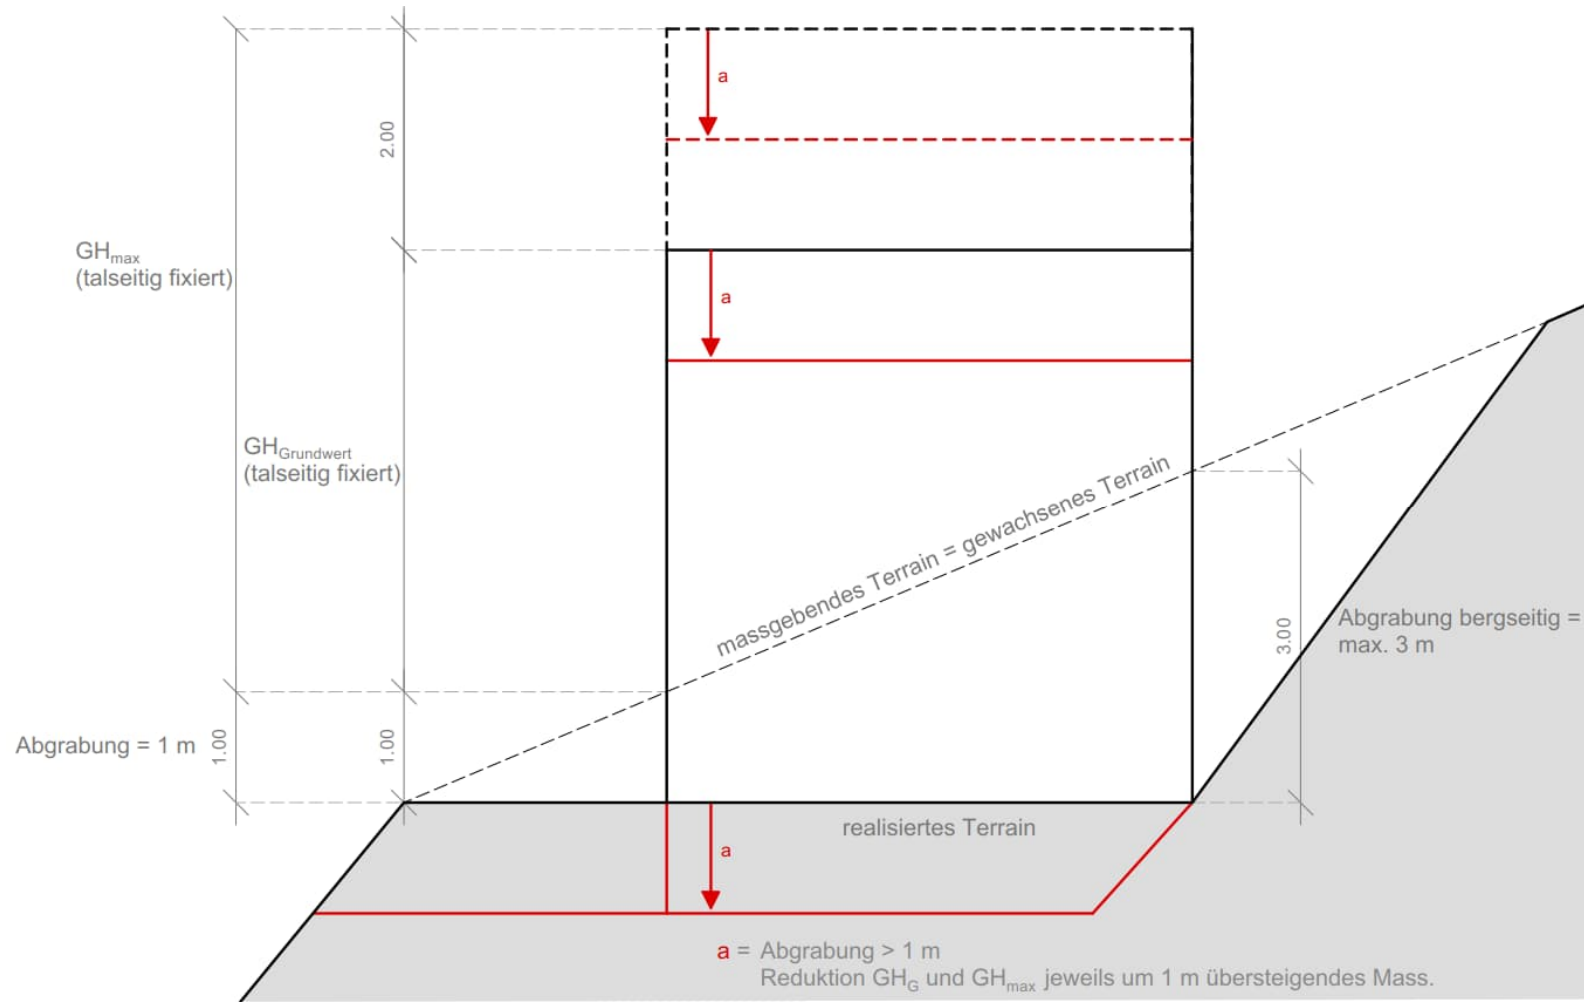 a
2.00
GHmax
(talseitig fixiert)
a
GHGrundwert
(talseitig fixiert)
massgebendes Terrain = gewachsenes Terrain
3.00
Abgrabung bergseitig =
max. 3 m
Abgrabung = 1 m
1.00
1.00
realisiertes Terrain
a
a = Abgrabung > 1 m
Reduktion GHG und GHmax jeweils um 1 m übersteigendes Mass.